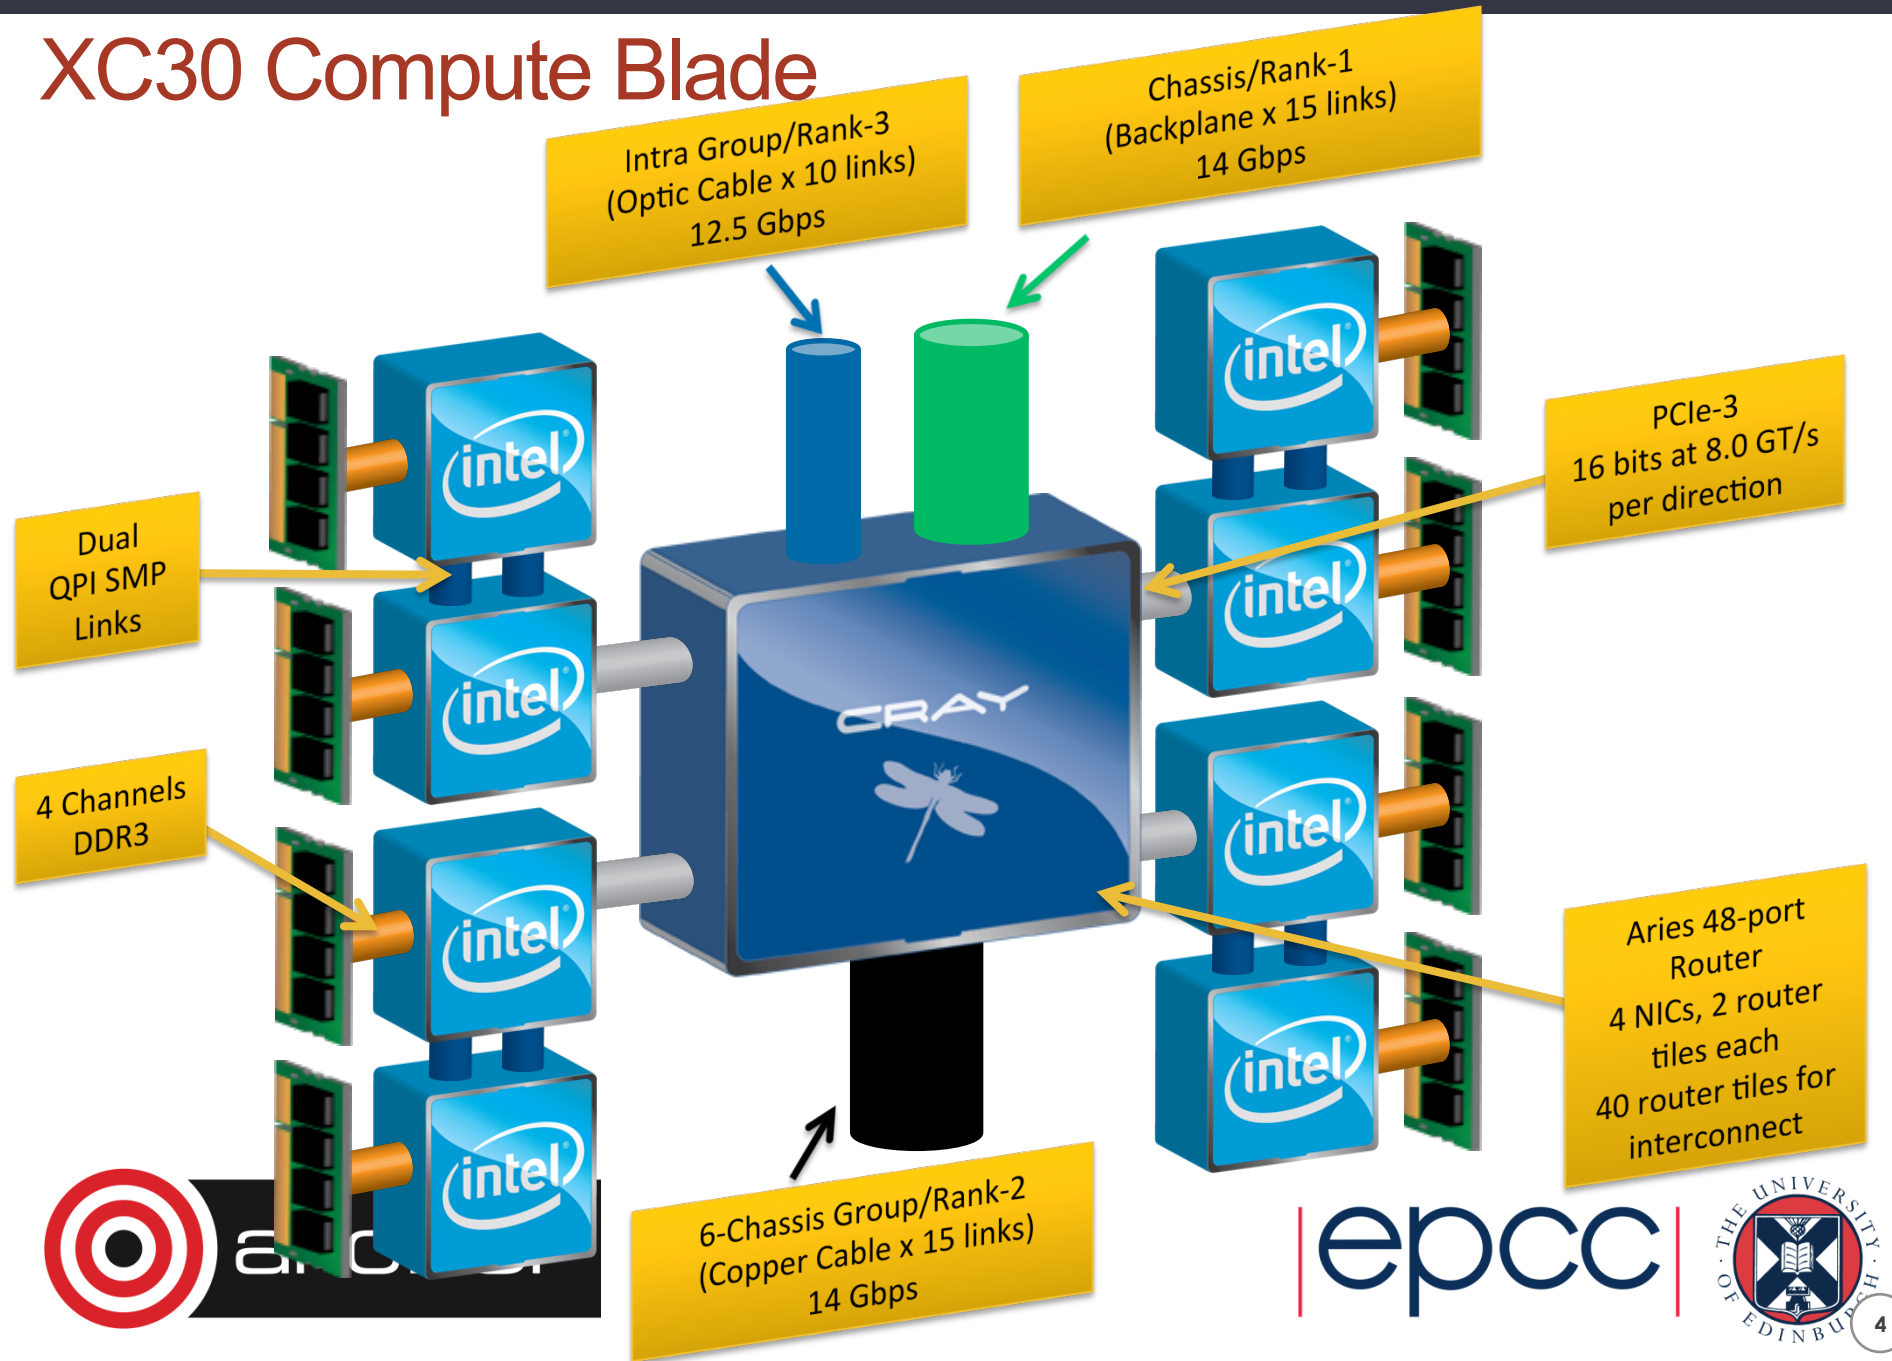 XC30 Compute Blade
Intra Group/Rank-3
(Optic Cable x 10 links)
12.5 Gbps
Chassis/Rank-1
(Backplane x 15 links)
14 Gbps
PCIe-3
16 bits at 8.0 GT/s
per direction
Dual
QPI SMP
Links
4 Channels
DDR3
intel
intel
intel
intel
intel
intel
intel
intel
CRAY
Aries 48-port
Router
4 NICs, 2 router
tiles each
40 router tiles for
interconnect
6-Chassis Group/Rank-2
(Copper Cable x 15 links)
14 Gbps
epcc
THE UNIVERSITY OF EDINBURGH
4